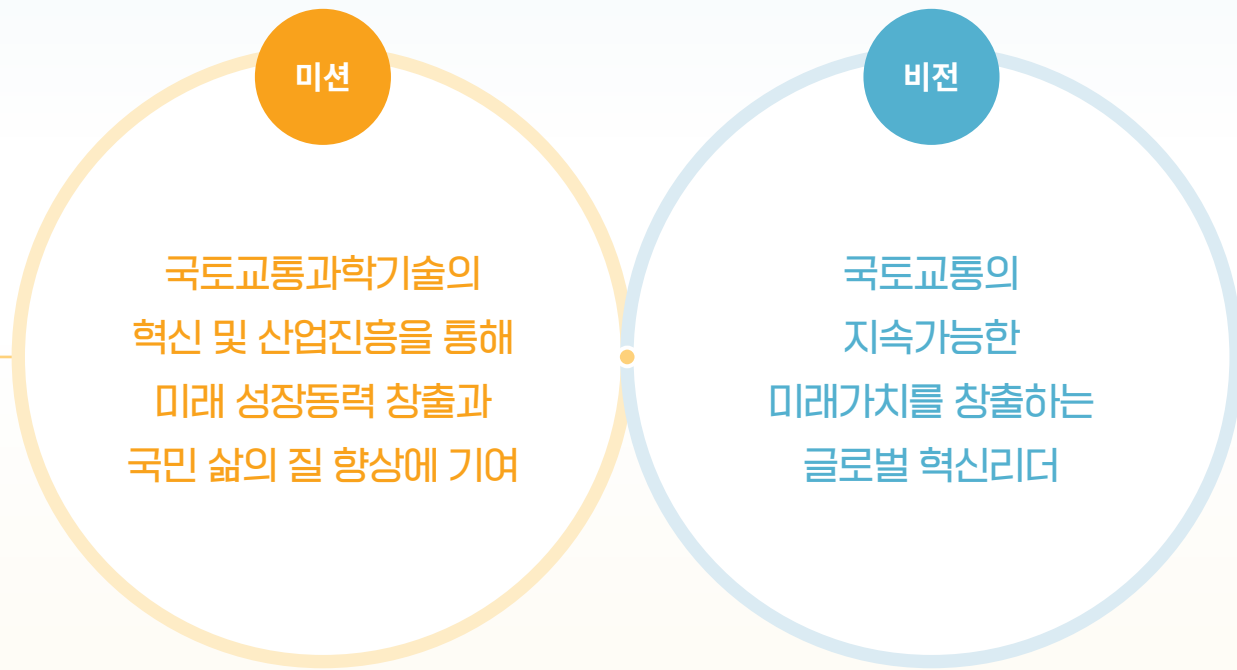 미션
국토교통과학기술의
혁신 및 산업진흥을 통해
미래 성장동력 창출과
국민 삶의 질 향상에 기여
비전
국토교통의
지속가능한
미래가치를 창출하는
글로벌 혁신리더